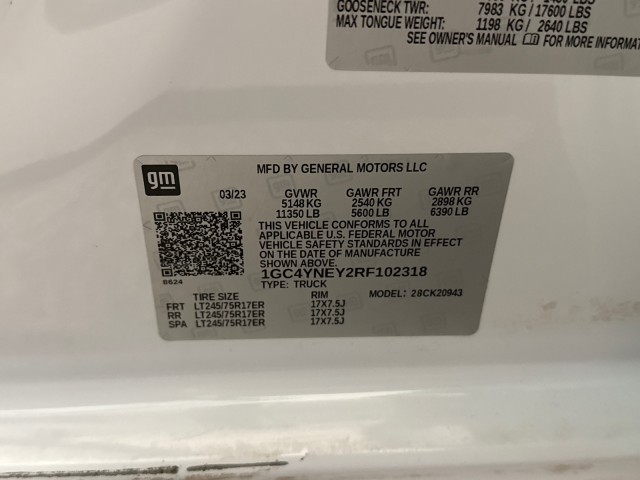 GOOSENECK TWR: 7983 KG / 17600 LBS
MAX TONGUE WEIGHT: 1198 KG / 2640 LBS
SEE OWNER'S MANUAL FOR MORE INFORMA
gm
MFD BY GENERAL MOTORS LLC
03/23 GVWR GAWR FRT GAWR RR
5148 KG 2540 KG 2898 KG
11350 LB 5600 LB 6390 LB
THIS VEHICLE CONFORMS TO ALL
APPLICABLE U.S. FEDERAL MOTOR
VEHICLE SAFETY STANDARDS IN EFFECT
ON THE DATE OF MANUFACTURE
SHOWN ABOVE.
1GC4YNEY2RF102318
8624
TYPE: TRUCK
MODEL: 28CK20943
TIRE SIZE RIM
FRT LT245/75R17ER 17X7.5J
RR LT245/75R17ER 17X7.5J
SPA LT245/75R17ER 17X7.5J